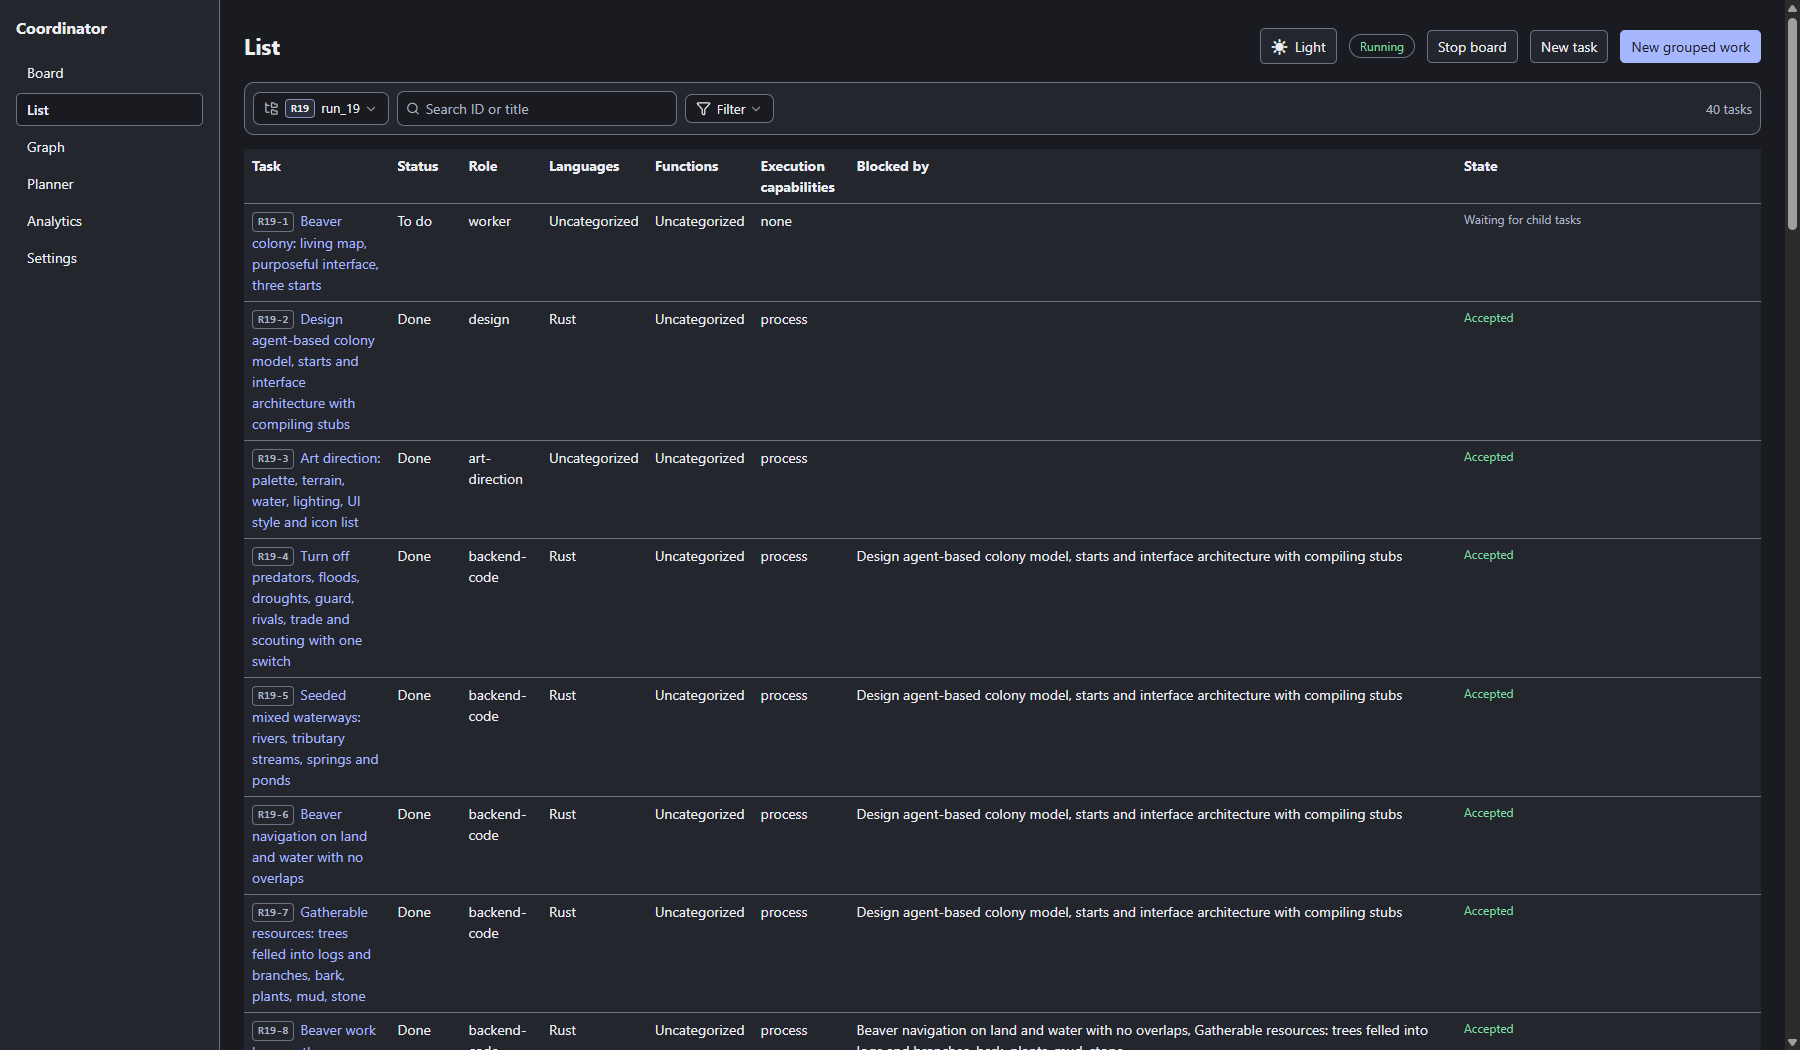 Coordinator
Board
List
Graph
Planner
Analytics
Settings
List
Light
Running
Stop board
New task
New grouped work
R19 run_19
Search ID or title
Filter
40 tasks
Task Status Role Languages Functions Execution capabilities Blocked by State
R19-1 Beaver colony: living map, purposeful interface, three starts
To do worker Uncategorized Uncategorized none
Waiting for child tasks
R19-2 Design agent-based colony model, starts and interface architecture with compiling stubs
Done design Rust Uncategorized process
Accepted
R19-3 Art direction: palette, terrain, water, lighting, UI style and icon list
Done art-direction Uncategorized Uncategorized process
Accepted
R19-4 Turn off predators, floods, droughts, guard, rivals, trade and scouting with one switch
Done backend-code Rust Uncategorized process
Design agent-based colony model, starts and interface architecture with compiling stubs
Accepted
R19-5 Seeded mixed waterways: rivers, tributary streams, springs and ponds
Done backend-code Rust Uncategorized process
Design agent-based colony model, starts and interface architecture with compiling stubs
Accepted
R19-6 Beaver navigation on land and water with no overlaps
Done backend-code Rust Uncategorized process
Design agent-based colony model, starts and interface architecture with compiling stubs
Accepted
R19-7 Gatherable resources: trees felled into logs and branches, bark, plants, mud, stone
Done backend-code Rust Uncategorized process
Design agent-based colony model, starts and interface architecture with compiling stubs
Accepted
R19-8 Beaver work
Done backend-code Rust Uncategorized process
Beaver navigation on land and water with no overlaps, Gatherable resources: trees felled into logs and branches, bark, plants, mud, stone
Accepted